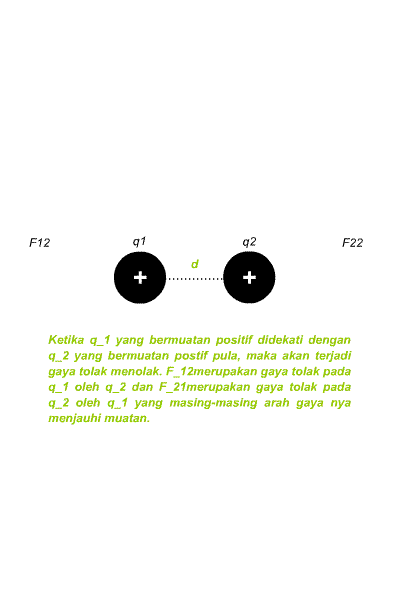 F12 q1 q2 F22
d
+ +
Ketika q_1 yang bermuatan positif didekati dengan
q_2 yang bermuatan postif pula, maka akan terjadi
gaya tolak menolak. F_12merupakan gaya tolak pada
q_1 oleh q_2 dan F_21merupakan gaya tolak pada
q_2 oleh q_1 yang masing-masing arah gaya nya
menjauhi muatan.